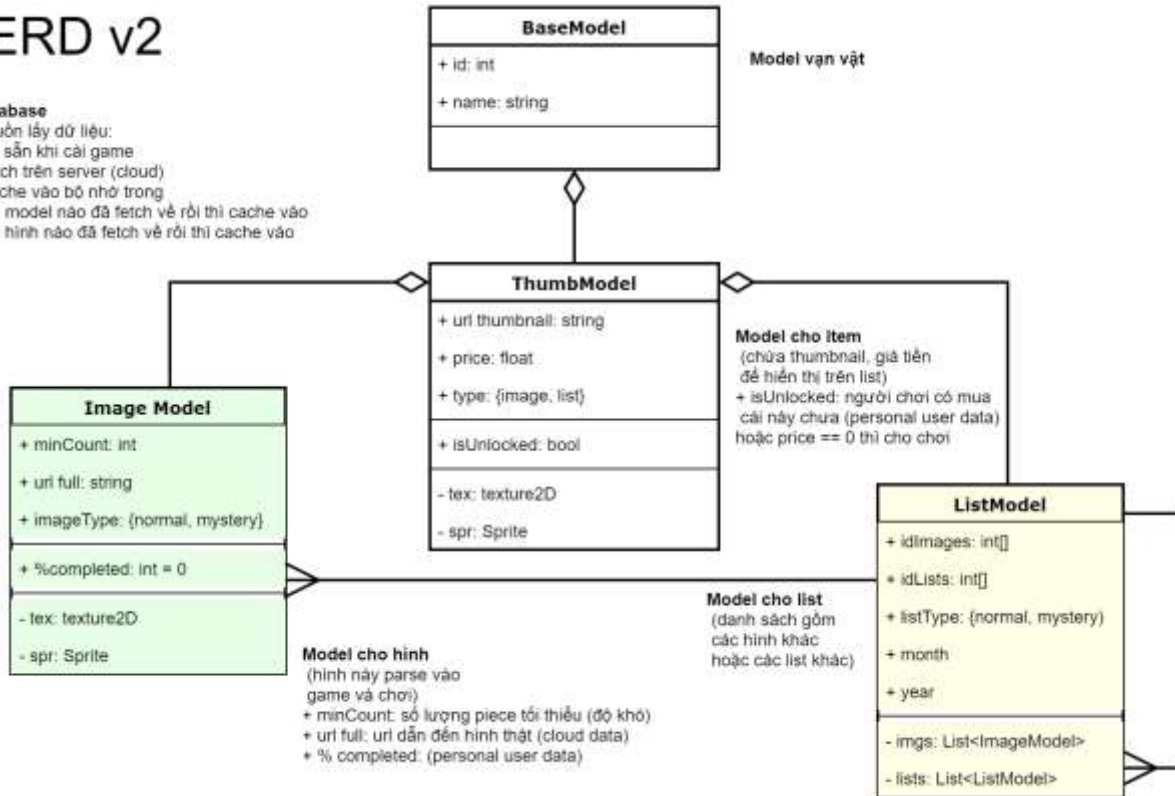 ERD v2
abase
uồn lấy dữ liệu:
sẵn khi cài game
ch trên server (cloud)
che vào bộ nhớ trong
model nào đã fetch về rồi thì cache vào
hình nào đã fetch về rồi thì cache vào
BaseModel
+ id: int
+ name: string
Model vạn vật
ThumbModel
+ url thumbnail: string
+ price: float
+ type: {image, list}
+ isUnlocked: bool
- tex: texture2D
- spr: Sprite
Model cho item
(chứa thumbnail, giá tiền
để hiển thị trên list)
+ isUnlocked: người chơi có mua
cái này chưa (personal user data)
hoặc price == 0 thì cho chơi
Image Model
+ minCount: int
+ url full: string
+ imageType: {normal, mystery}
+ %completed: int = 0
- tex: texture2D
- spr: Sprite
Model cho hình
(hình này parse vào
game và chơi)
+ minCount: số lượng piece tối thiểu (độ khó)
+ url full: url dẫn đến hình thật (cloud data)
+ % completed: (personal user data)
Model cho list
(danh sách gồm
các hình khác
hoặc các list khác)
ListModel
+ idImages: int[]
+ idLists: int[]
+ listType: {normal, mystery)
+ month
+ year
- imgs: List<ImageModel>
- lists: List<ListModel>